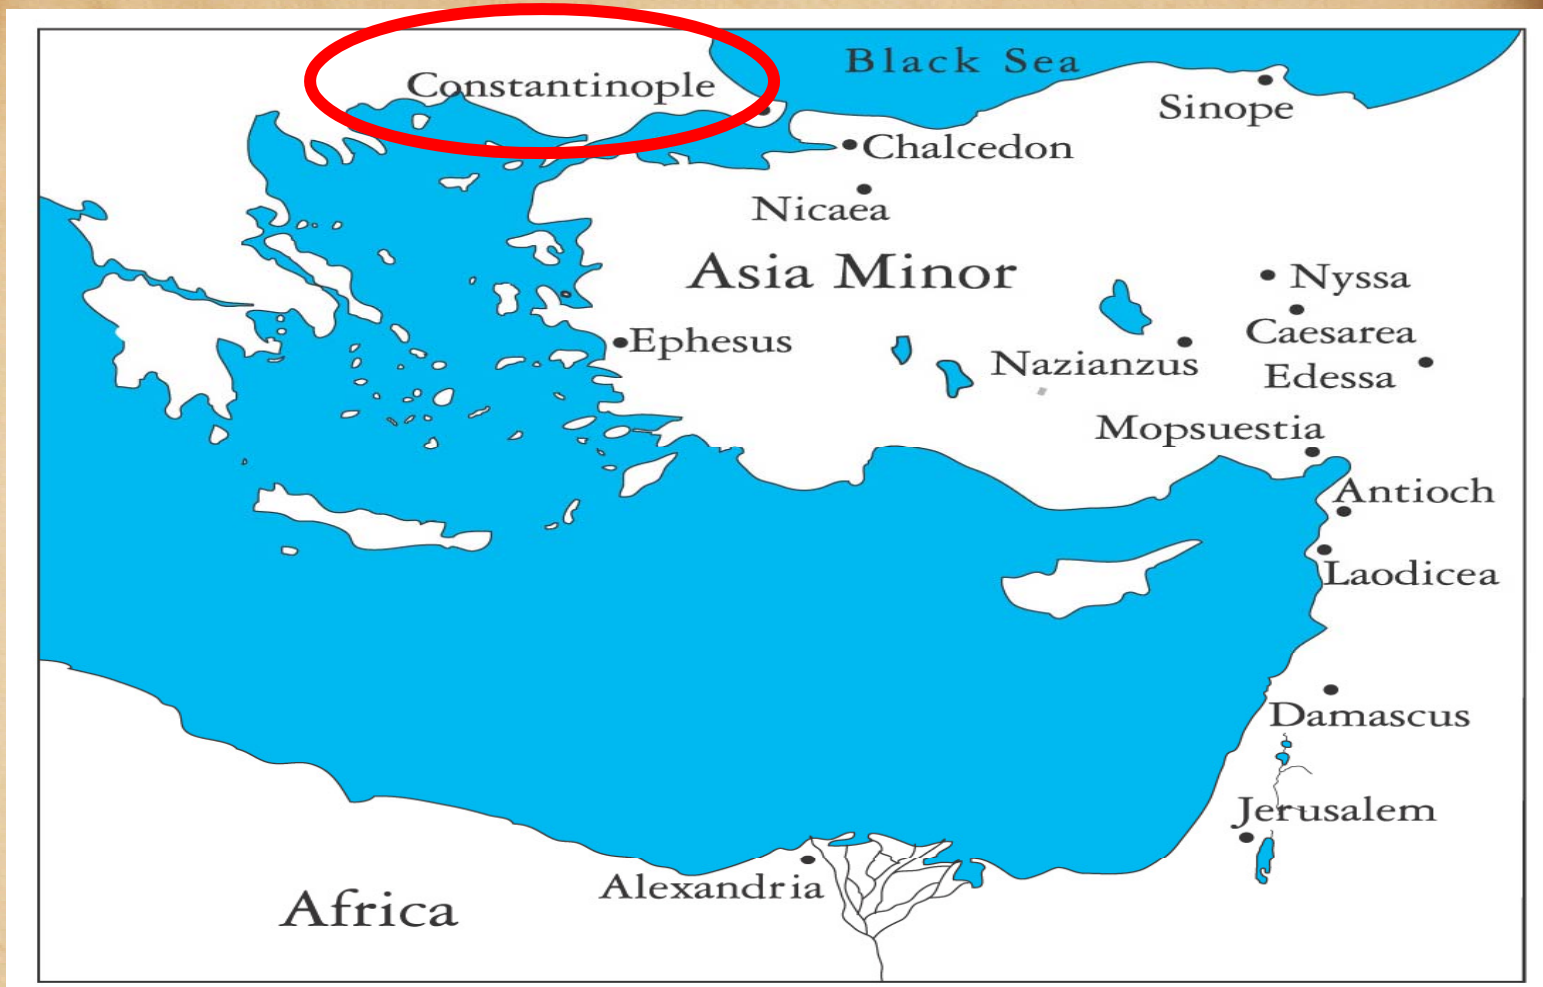 Black Sea
Constantinople
Sinope
Chalcedon
Nicaea
Asia Minor
Nyssa
Caesarea
Ephesus
Nazianzus
Edessa
Mopsuestia
Antioch
Laodicea
Damascus
Jerusalem
Alexandria
Africa